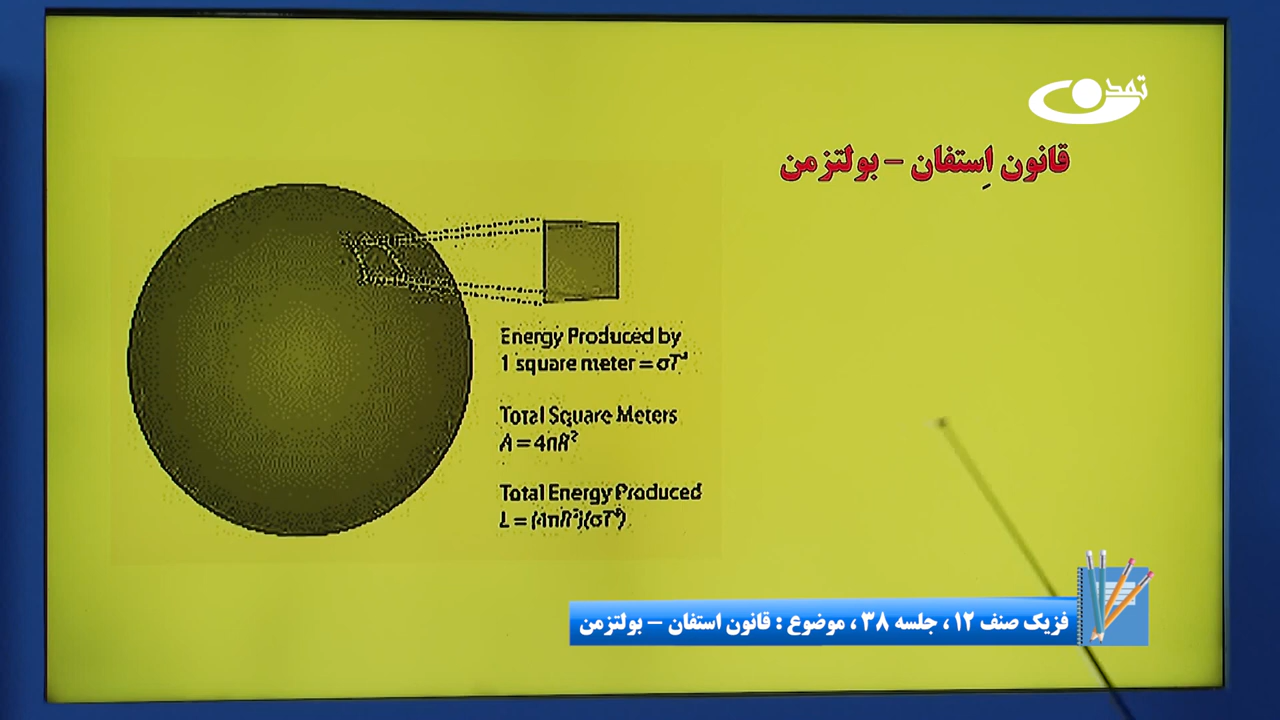 تمدن
قانون اِستفان – بولتزمن
Energy Produced by
1 square meter = σT⁴
Total Square Meters
A = 4πR²
Total Energy Produced
L = (4πR²)(σT⁴)
فزیک صنف ۱۲ ، جلسه ۳۸ ، موضوع : قانون استفان – بولتزمن